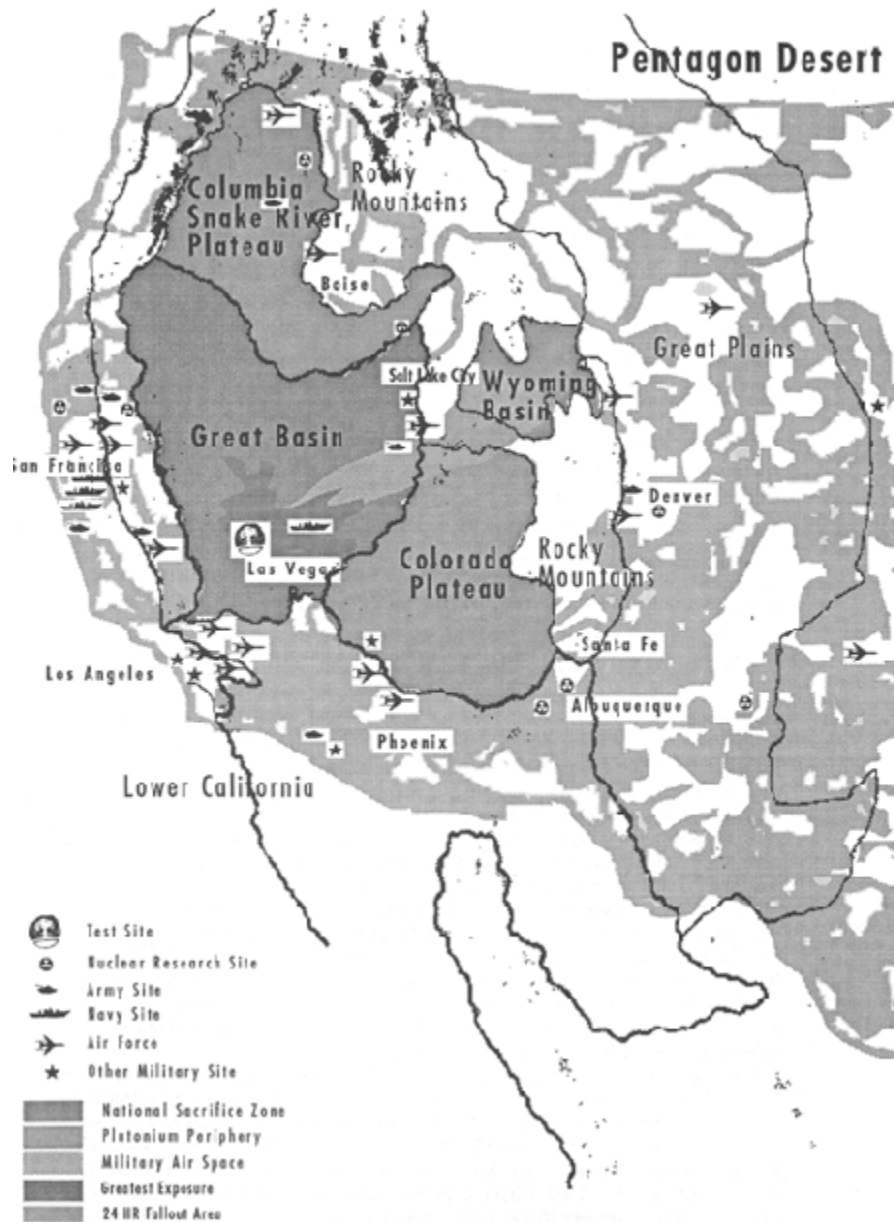 Pentagon Desert
Columbia
Snake River,
Plateau
Rocky
Mountains
Boise
Great Plains
Salt Lake City
Wyoming
Basin
Great Basin
San Francisco
Denver
Las Vegas
Colorado
Plateau
Rocky
Mountains
Santa Fe
Los Angeles
Albuquerque
Phoenix
Lower California
Test Site
Nuclear Research Site
Army Site
Navy Site
Air Force
Other Military Site
National Sacrifice Zone
Plutonium Periphery
Military Air Space
Greatest Exposure
24 HR Fallout Area